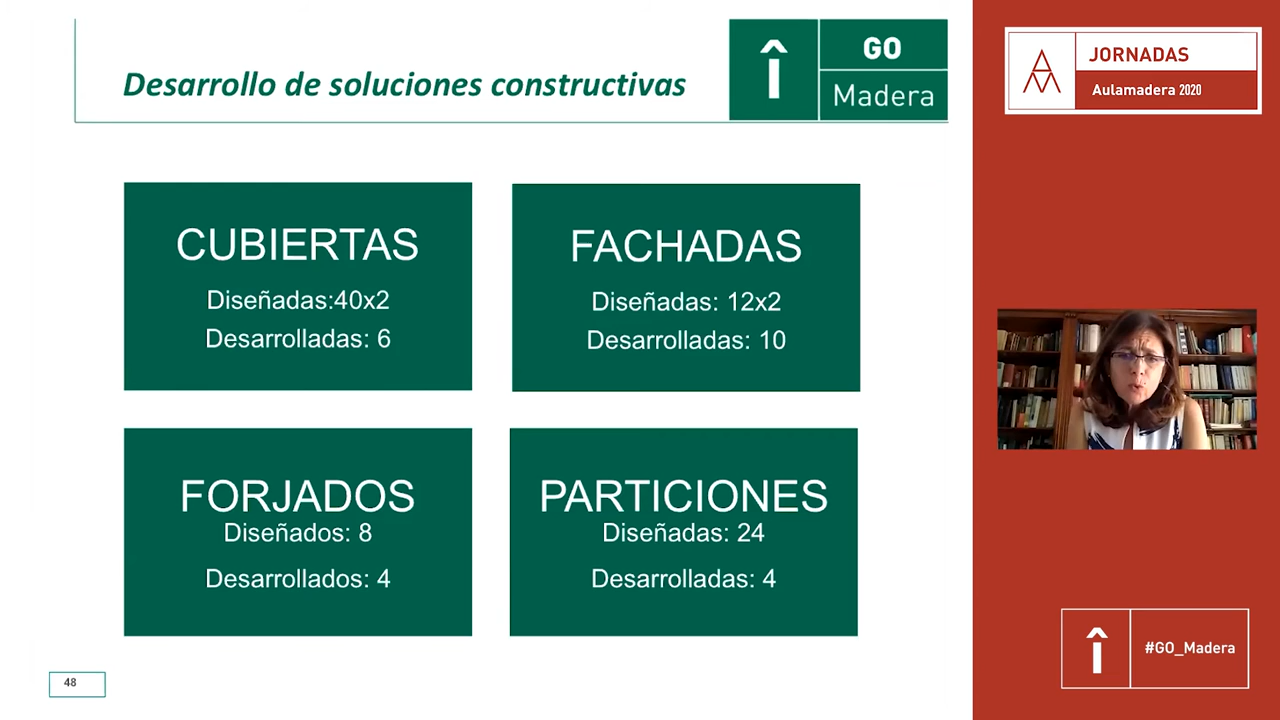 Desarrollo de soluciones constructivas
GO
Madera
JORNADAS
Aulamadera 2020
CUBIERTAS
Diseñadas:40x2
Desarrolladas: 6
FACHADAS
Diseñadas: 12x2
Desarrolladas: 10
FORJADOS
Diseñados: 8
Desarrollados: 4
PARTICIONES
Diseñadas: 24
Desarrolladas: 4
#GO_Madera
48